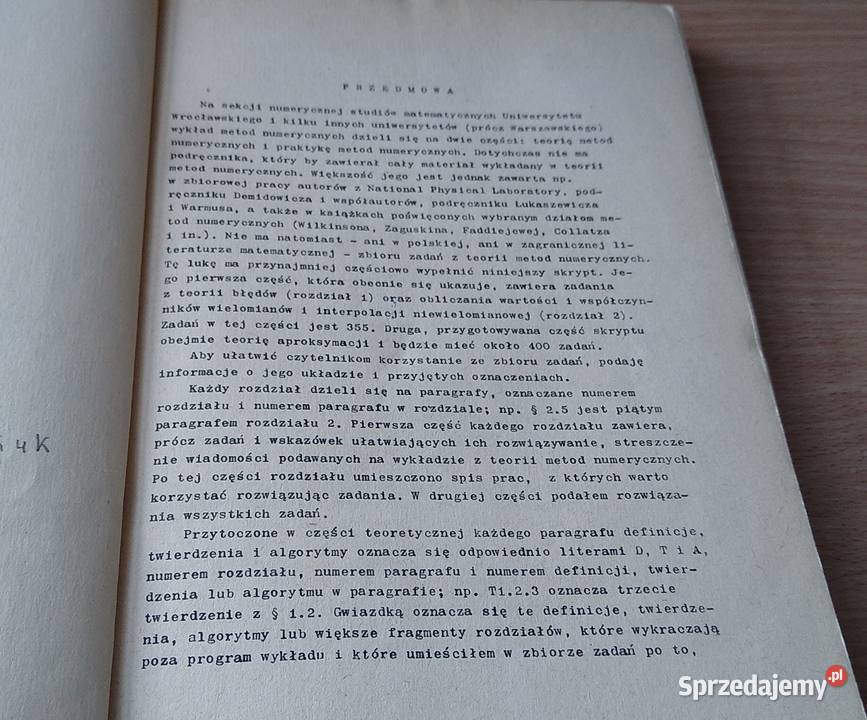 PRZEDMOWA
Na sekcji numerycznej studiów matematycznych Uniwersytetu
Wrocławskiego i kilku innych uniwersytetów (prócz Warszawskiego)
wykład metod numerycznych dzieli się na dwie części: teorię metod
numerycznych i praktykę metod numerycznych. Dotychczas nie ma
podręcznika, który by zawierał cały materiał wykładany w teorii
metod numerycznych. Większość jego jest jednak zawarta np.
w zbiorowej pracy autorów z National Physical Laboratory, pod-
ręczniku Demidowicza i współautorów, podręczniku Łukaszewicza
i Warmusa, a także w książkach poświęconych wybranym działom me-
tod numerycznych (Wilkinsona, Zaguskina, Faddiejewej, Collatza
i in.). Nie ma natomiast - ani w polskiej, ani w zagranicznej li-
teraturze matematycznej - zbioru zadań z teorii metod numerycznych.
Tę lukę ma przynajmniej częściowo wypełnić niniejszy skrypt. Je-
go pierwsza część, która obecnie się ukazuje, zawiera zadania
z teorii błędów (rozdział 1) oraz obliczania wartości i współczyn-
ników wielomianów i interpolacji niewielomianowej (rozdział 2).
Zadań w tej części jest 355. Druga, przygotowywana część skryptu
obejmie teorię aproksymacji i będzie mieć około 400 zadań.
Aby ułatwić czytelnikom korzystanie ze zbioru zadań, podaję
informacje o jego układzie i przyjętych oznaczeniach.
Każdy rozdział dzieli się na paragrafy, oznaczane numerem
rozdziału i numerem paragrafu w rozdziale; np. § 2.5 jest piątym
paragrafem rozdziału 2. Pierwsza część każdego rozdziału zawiera,
prócz zadań i wskazówek ułatwiających ich rozwiązywanie, streszcze-
nie wiadomości podawanych na wykładzie z teorii metod numerycznych.
Po tej części rozdziału umieszczono spis prac, z których warto
korzystać rozwiązując zadania. W drugiej części podałem rozwiąza-
nia wszystkich zadań.
Przytoczone w części teoretycznej każdego paragrafu definicje,
twierdzenia i algorytmy oznacza się odpowiednio literami D, T i A,
numerem rozdziału, numerem paragrafu i numerem definicji, twier-
dzenia lub algorytmu w paragrafie; np. T1.2.3 oznacza trzecie
twierdzenie z § 1.2. Gwiazdką oznacza się te definicje, twierdze-
nia, algorytmy lub większe fragmenty rozdziałów, które wykraczają
poza program wykładu i które umieściłem w zbiorze zadań po to,
Sprzedajemy.pl